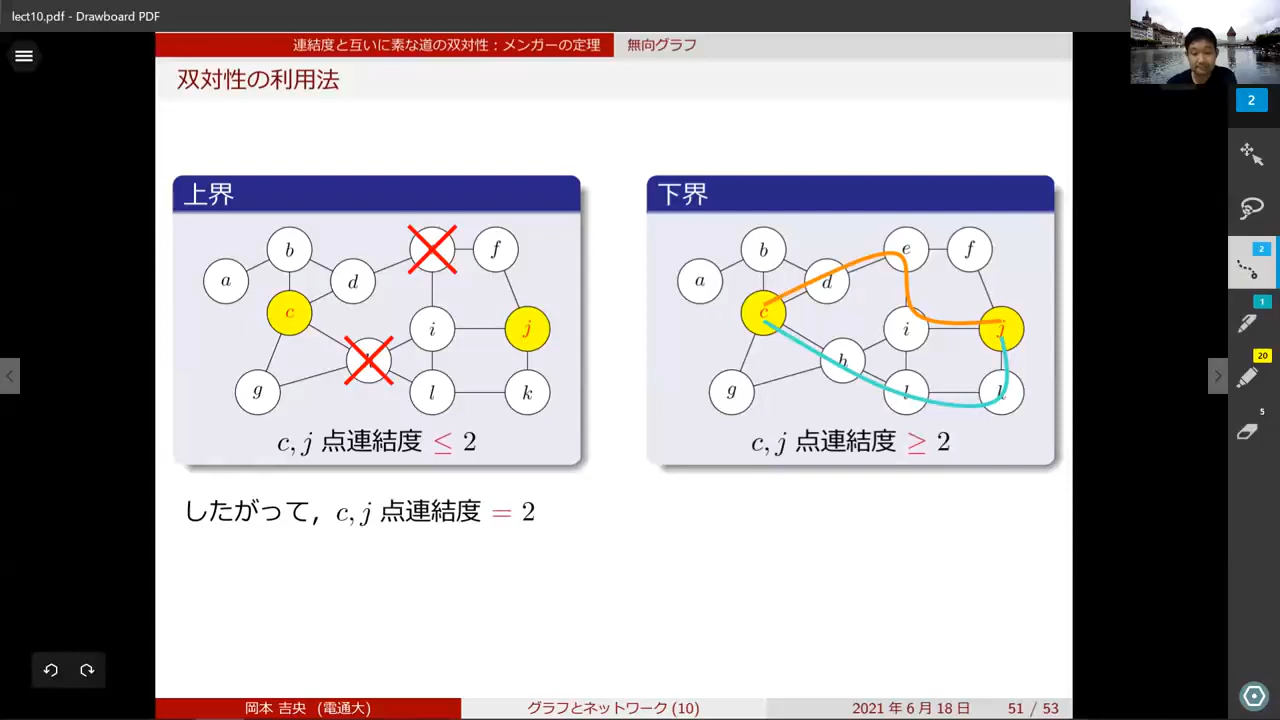 lect10.pdf - Drawboard PDF
連結度と互いに素な道の双対性：メンガーの定理 無向グラフ
双対性の利用法
上界
b
f
a
d
c
i
j
g
l
k
c, j 点連結度 ≤ 2
下界
b
e
f
a
d
c
i
j
h
g
l
k
c, j 点連結度 ≥ 2
したがって，c, j 点連結度 = 2
岡本 吉央 (電通大) グラフとネットワーク (10) 2021 年 6 月 18 日 51 / 53
2
2
1
20
5